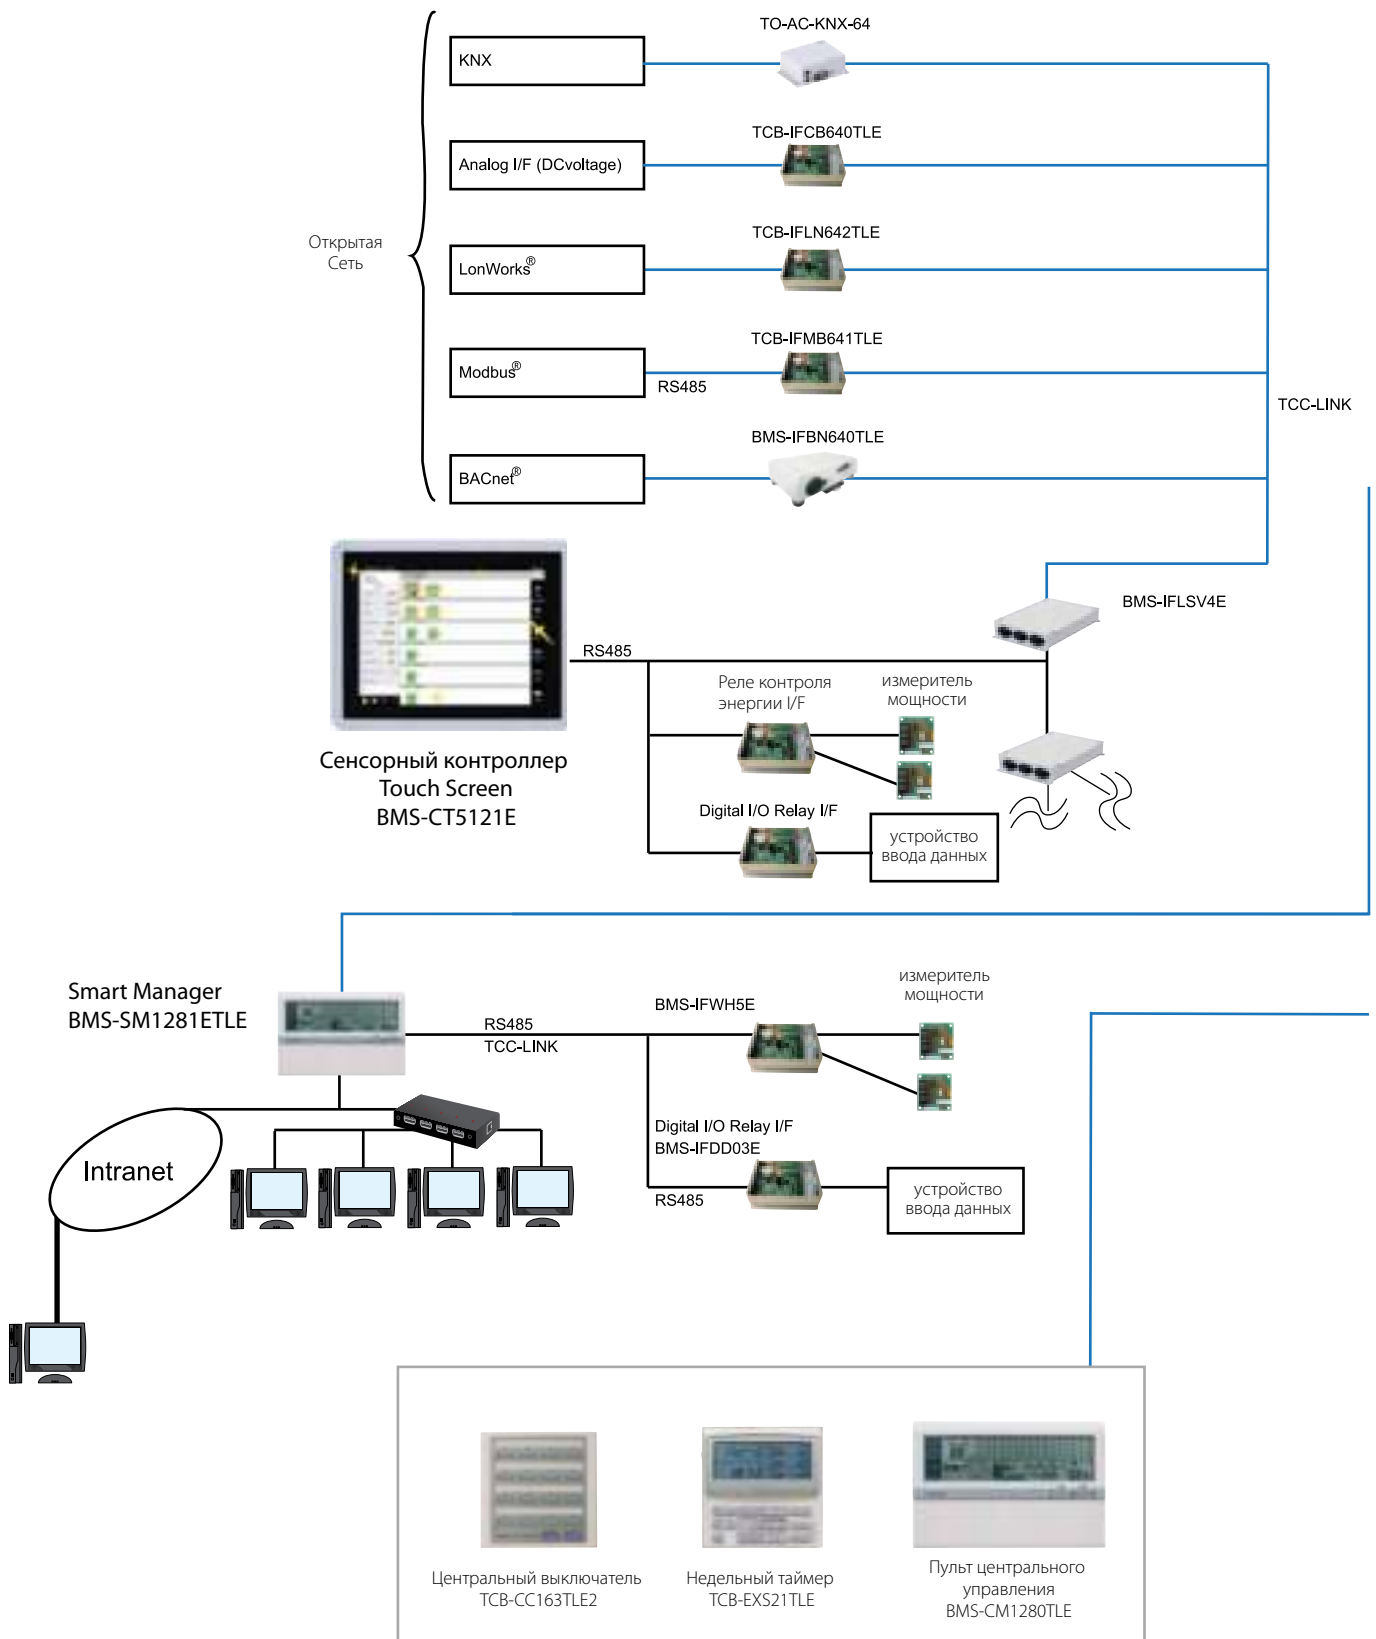 TO-AC-KNX-64
KNX
TCB-IFCB640TLE
Analog I/F (DCvoltage)
TCB-IFLN642TLE
Открытая
Сеть
LonWorks®
TCB-IFMB641TLE
Modbus®
RS485
TCC-LINK
BMS-IFBN640TLE
BACnet®
BMS-IFLSV4E
RS485
Реле контроля
энергии I/F
измеритель
мощности
Сенсорный контроллер
Touch Screen
BMS-CT5121E
Digital I/O Relay I/F
устройство
ввода данных
Smart Manager
BMS-SM1281ETLE
измеритель
мощности
BMS-IFWH5E
RS485
TCC-LINK
Digital I/O Relay I/F
BMS-IFDD03E
Intranet
RS485
устройство
ввода данных
Центральный выключатель
TCB-CC163TLE2
Недельный таймер
TCB-EXS21TLE
Пульт центрального
управления
BMS-CM1280TLE